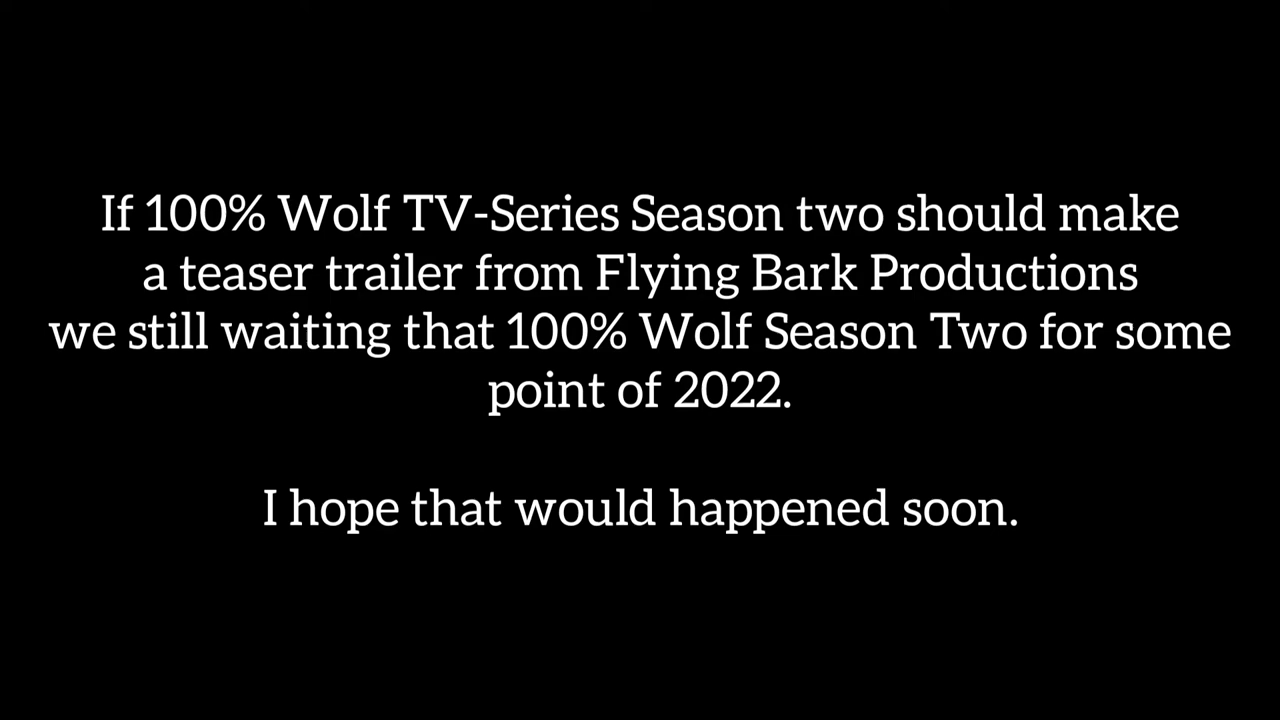 If 100% Wolf TV-Series Season two should make
a teaser trailer from Flying Bark Productions
we still waiting that 100% Wolf Season Two for some
point of 2022.
I hope that would happened soon.